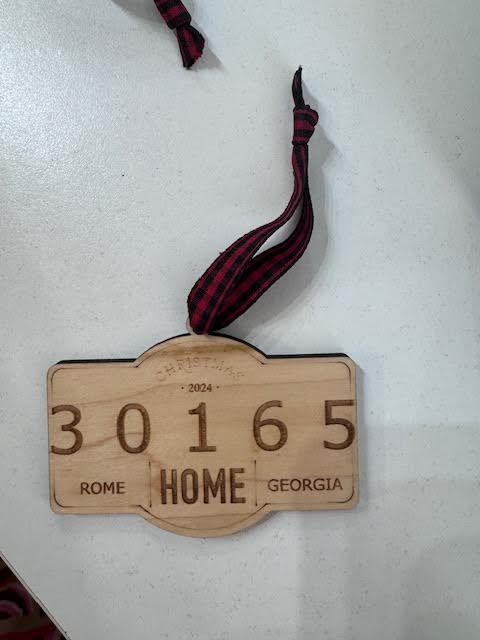 CHRISTMAS
· 2024 ·
30165
ROME HOME GEORGIA